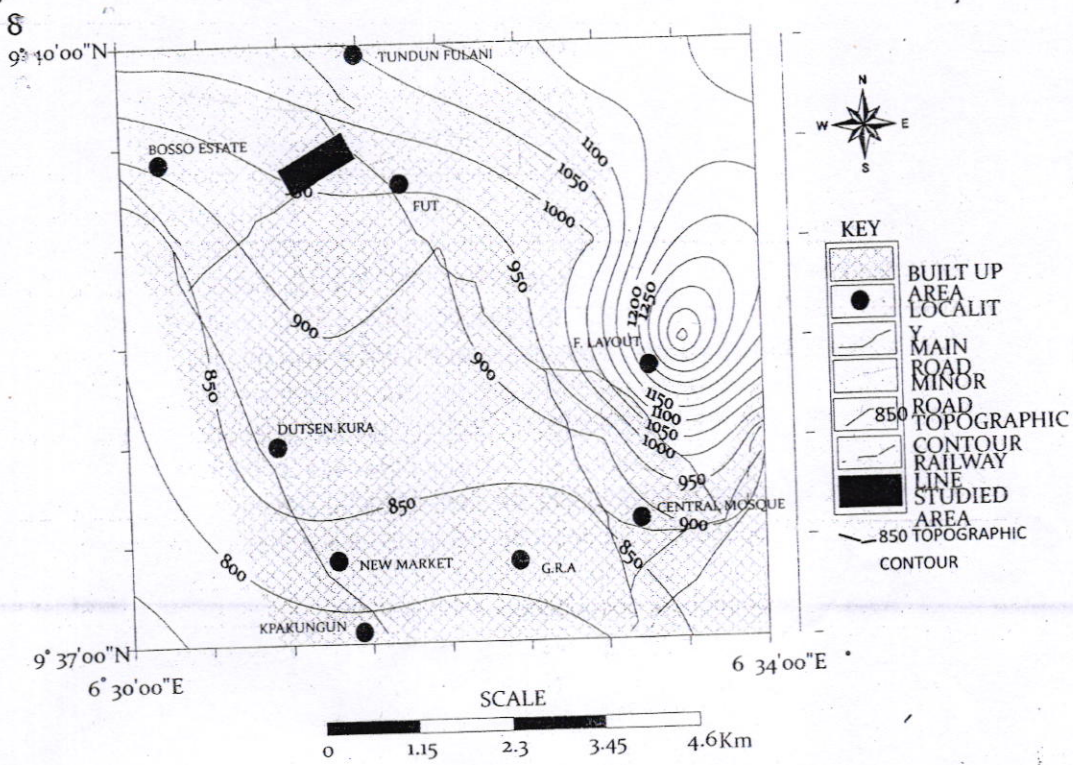 8
9° 40'00"N
TUNDUN FULANI
N
W E
S
BOSSO ESTATE
FUT
1100
1050
1000
950
1200
1250
900
F. LAYOUT
900
850
1150
1100
1050
1000
DUTSEN KURA
950
850
CENTRAL MOSQUE
900
850
NEW MARKET
G.R.A
800
KPAKUNGUN
9° 37'00"N
6° 30'00"E
6 34'00"E °
KEY
BUILT UP
AREA
LOCALIT
Y
MAIN
ROAD
MINOR
ROAD
850 TOPOGRAPHIC
CONTOUR
RAILWAY
LINE
STUDIED
AREA
850 TOPOGRAPHIC
CONTOUR
SCALE
0 1.15 2.3 3.45 4.6Km